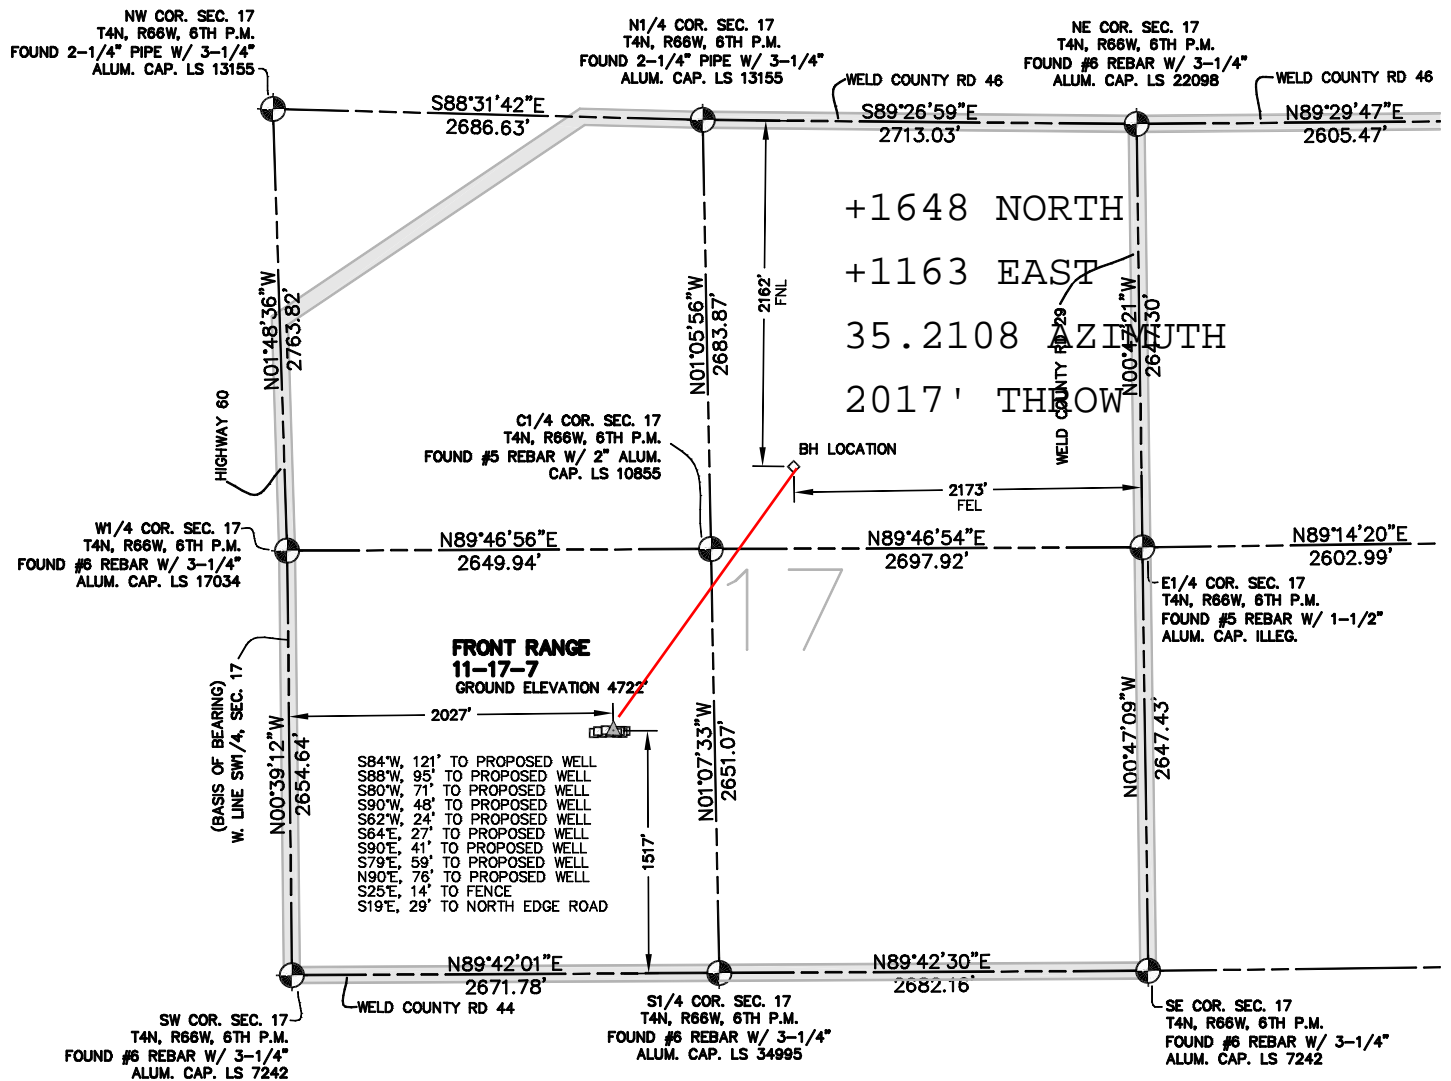 NW COR. SEC. 17
T4N, R66W, 6TH P.M.
FOUND 2-1/4" PIPE W/ 3-1/4"
ALUM. CAP. LS 13155
N1/4 COR. SEC. 17
T4N, R66W, 6TH P.M.
FOUND 2-1/4" PIPE W/ 3-1/4"
ALUM. CAP. LS 13155
NE COR. SEC. 17
T4N, R66W, 6TH P.M.
FOUND #6 REBAR W/ 3-1/4"
ALUM. CAP. LS 22098
WELD COUNTY RD 46
WELD COUNTY RD 46
S88°31'42"E
2686.63'
S89°26'59"E
2713.03'
N89°29'47"E
2605.47'
+1648 NORTH
+1163 EAST
35.2108 AZIMUTH
2017' THROW
N01°48'36"W
2763.82'
N01°05'56"W
2683.87'
2162'
FNL
WELD COUNTY RD 29
N00°47'21"W
2647.30'
HIGHWAY 60
C1/4 COR. SEC. 17
T4N, R66W, 6TH P.M.
FOUND #5 REBAR W/ 2" ALUM.
CAP. LS 10855
BH LOCATION
2173'
FEL
W1/4 COR. SEC. 17
T4N, R66W, 6TH P.M.
FOUND #6 REBAR W/ 3-1/4"
ALUM. CAP. LS 17034
N89°46'56"E
2649.94'
N89°46'54"E
2697.92'
N89°14'20"E
2602.99'
17
E1/4 COR. SEC. 17
T4N, R66W, 6TH P.M.
FOUND #5 REBAR W/ 1-1/2"
ALUM. CAP. ILLEG.
FRONT RANGE
11-17-7
GROUND ELEVATION 4722'
2027'
(BASIS OF BEARING)
W. LINE SW1/4, SEC. 17
N00°39'12"W
2654.64'
S84°W, 121' TO PROPOSED WELL
S88°W, 95' TO PROPOSED WELL
S80°W, 71' TO PROPOSED WELL
S90°W, 48' TO PROPOSED WELL
S62°W, 24' TO PROPOSED WELL
S64°E, 27' TO PROPOSED WELL
S90°E, 41' TO PROPOSED WELL
S79°E, 59' TO PROPOSED WELL
N90°E, 76' TO PROPOSED WELL
S25°E, 14' TO FENCE
S19°E, 29' TO NORTH EDGE ROAD
1517'
N01°07'33"W
2651.07'
N00°47'09"W
2647.43'
N89°42'01"E
2671.78'
N89°42'30"E
2682.16'
WELD COUNTY RD 44
SW COR. SEC. 17
T4N, R66W, 6TH P.M.
FOUND #6 REBAR W/ 3-1/4"
ALUM. CAP. LS 7242
S1/4 COR. SEC. 17
T4N, R66W, 6TH P.M.
FOUND #6 REBAR W/ 3-1/4"
ALUM. CAP. LS 34995
SE COR. SEC. 17
T4N, R66W, 6TH P.M.
FOUND #6 REBAR W/ 3-1/4"
ALUM. CAP. LS 7242